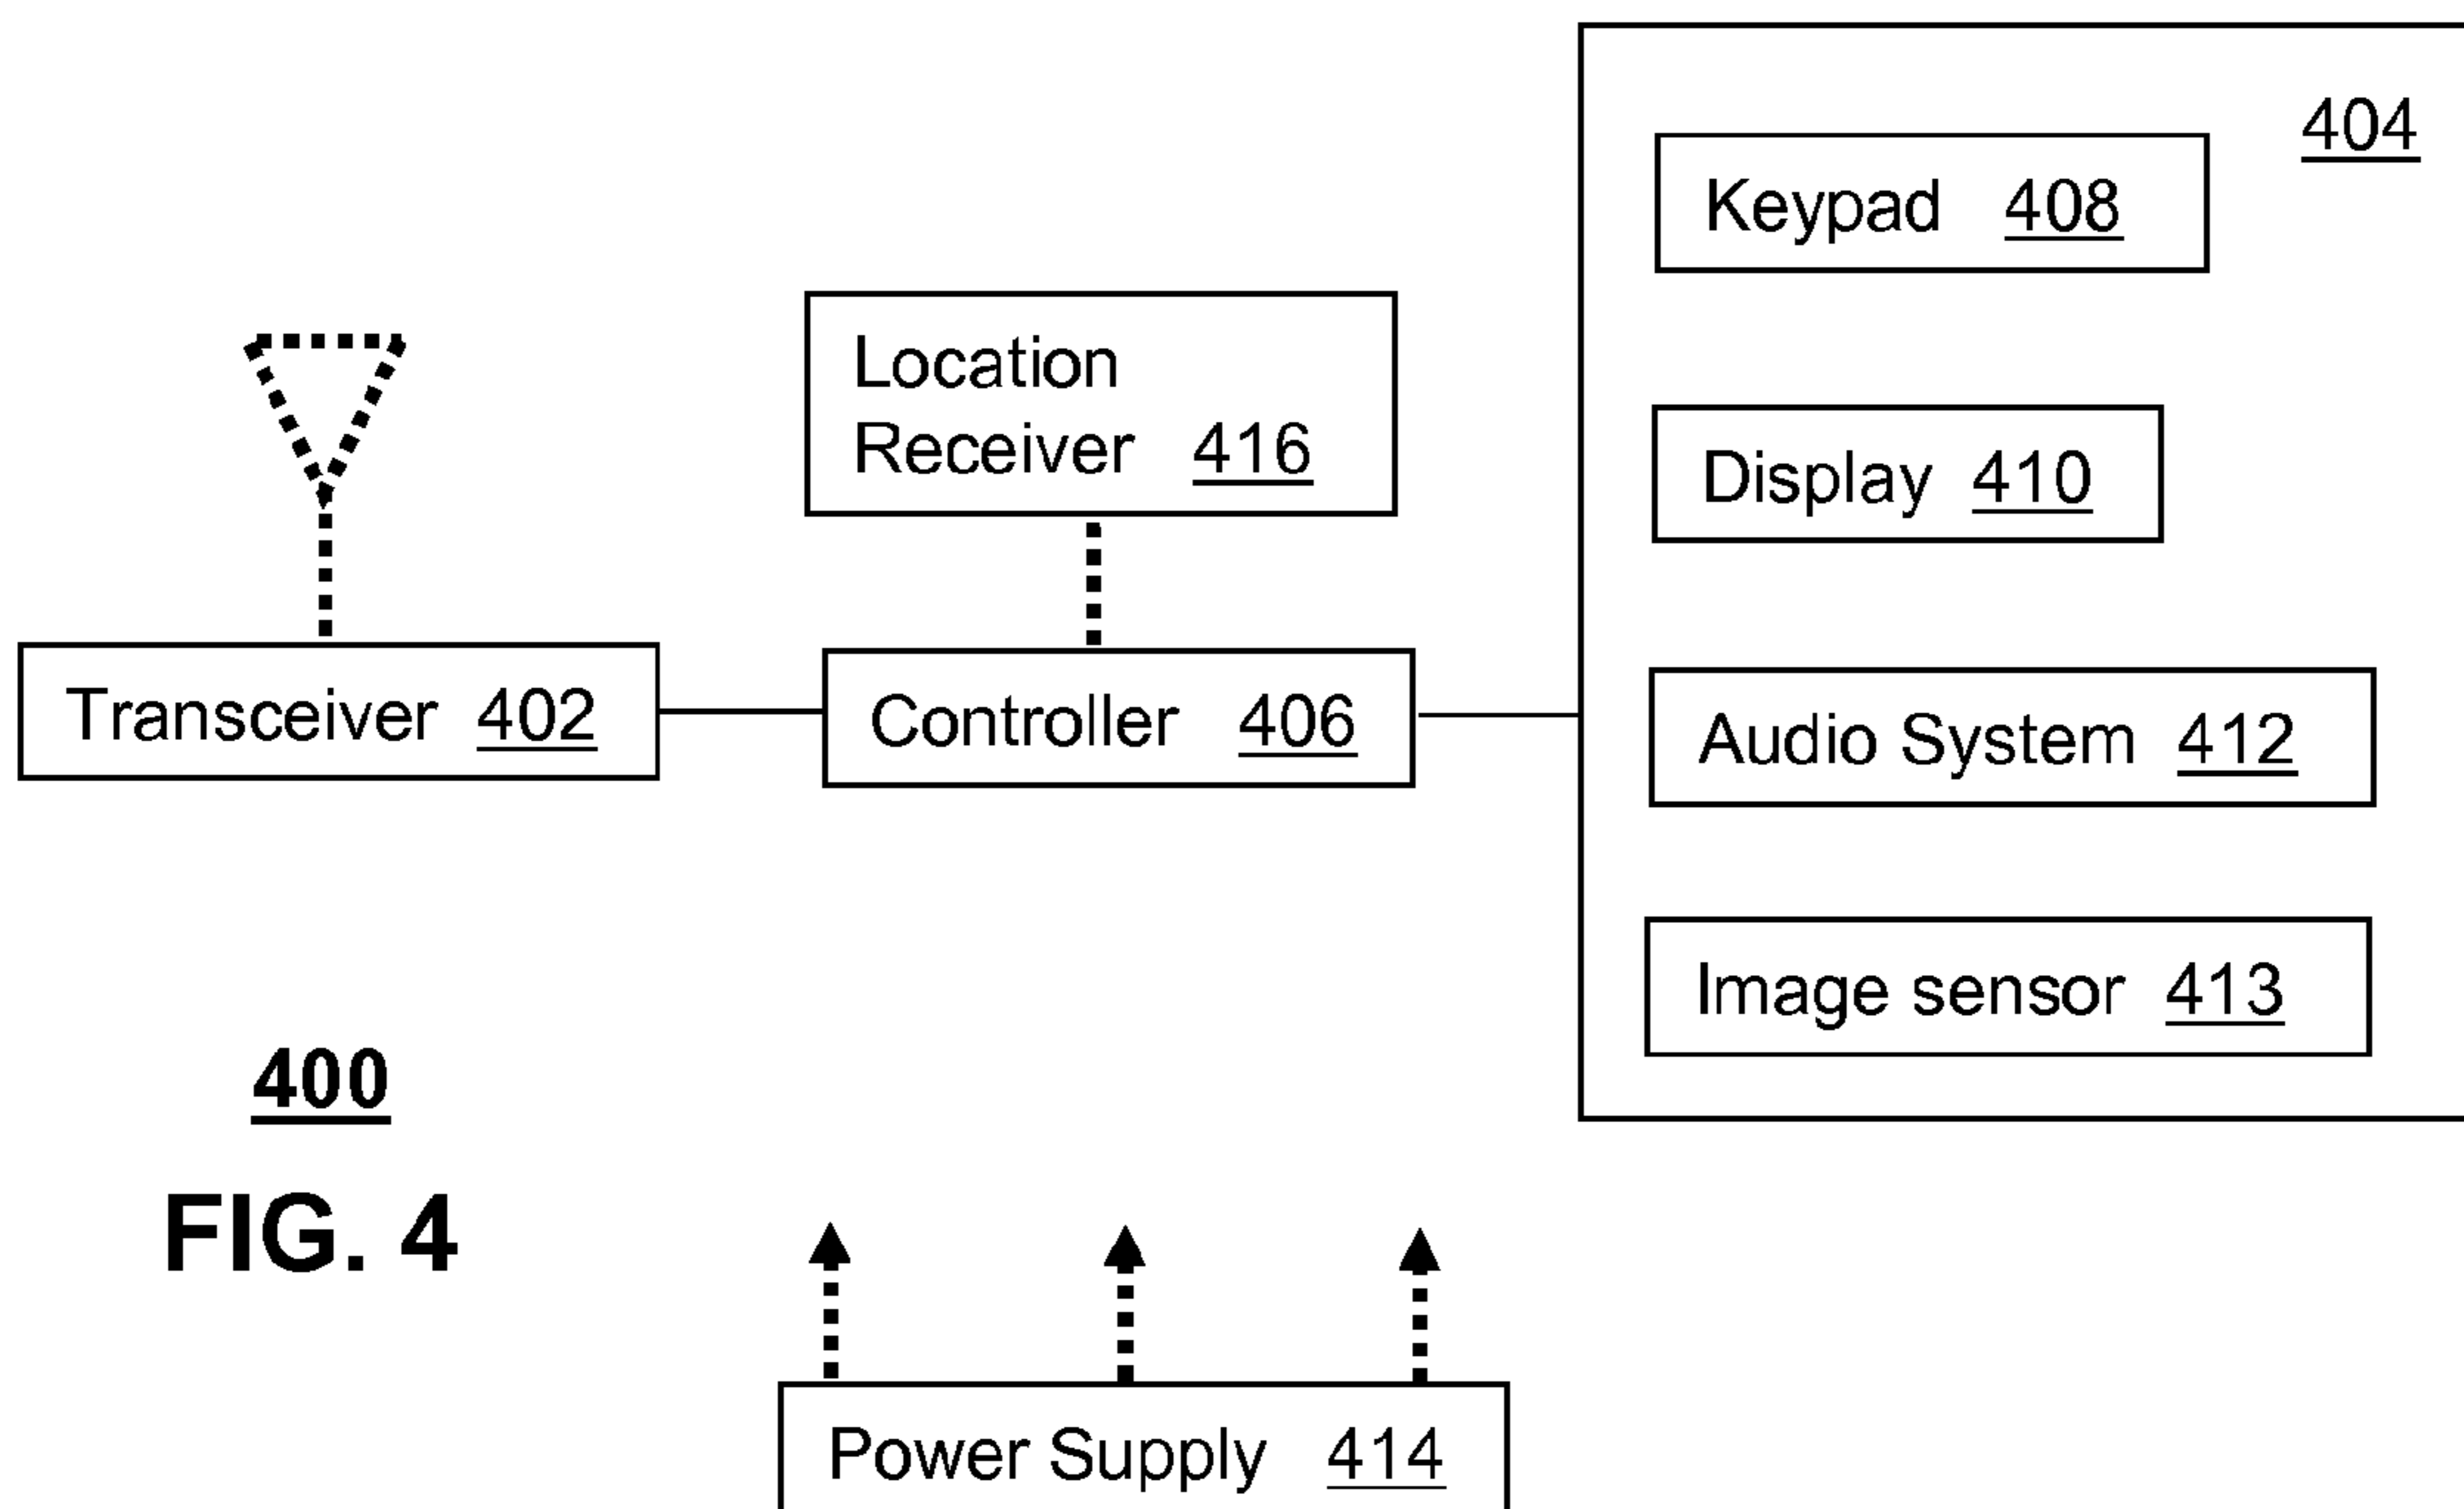 404
Keypad 408
Location
Receiver 416
Display 410
Transceiver 402
Controller 406
Audio System 412
Image sensor 413
400
FIG. 4
Power Supply 414